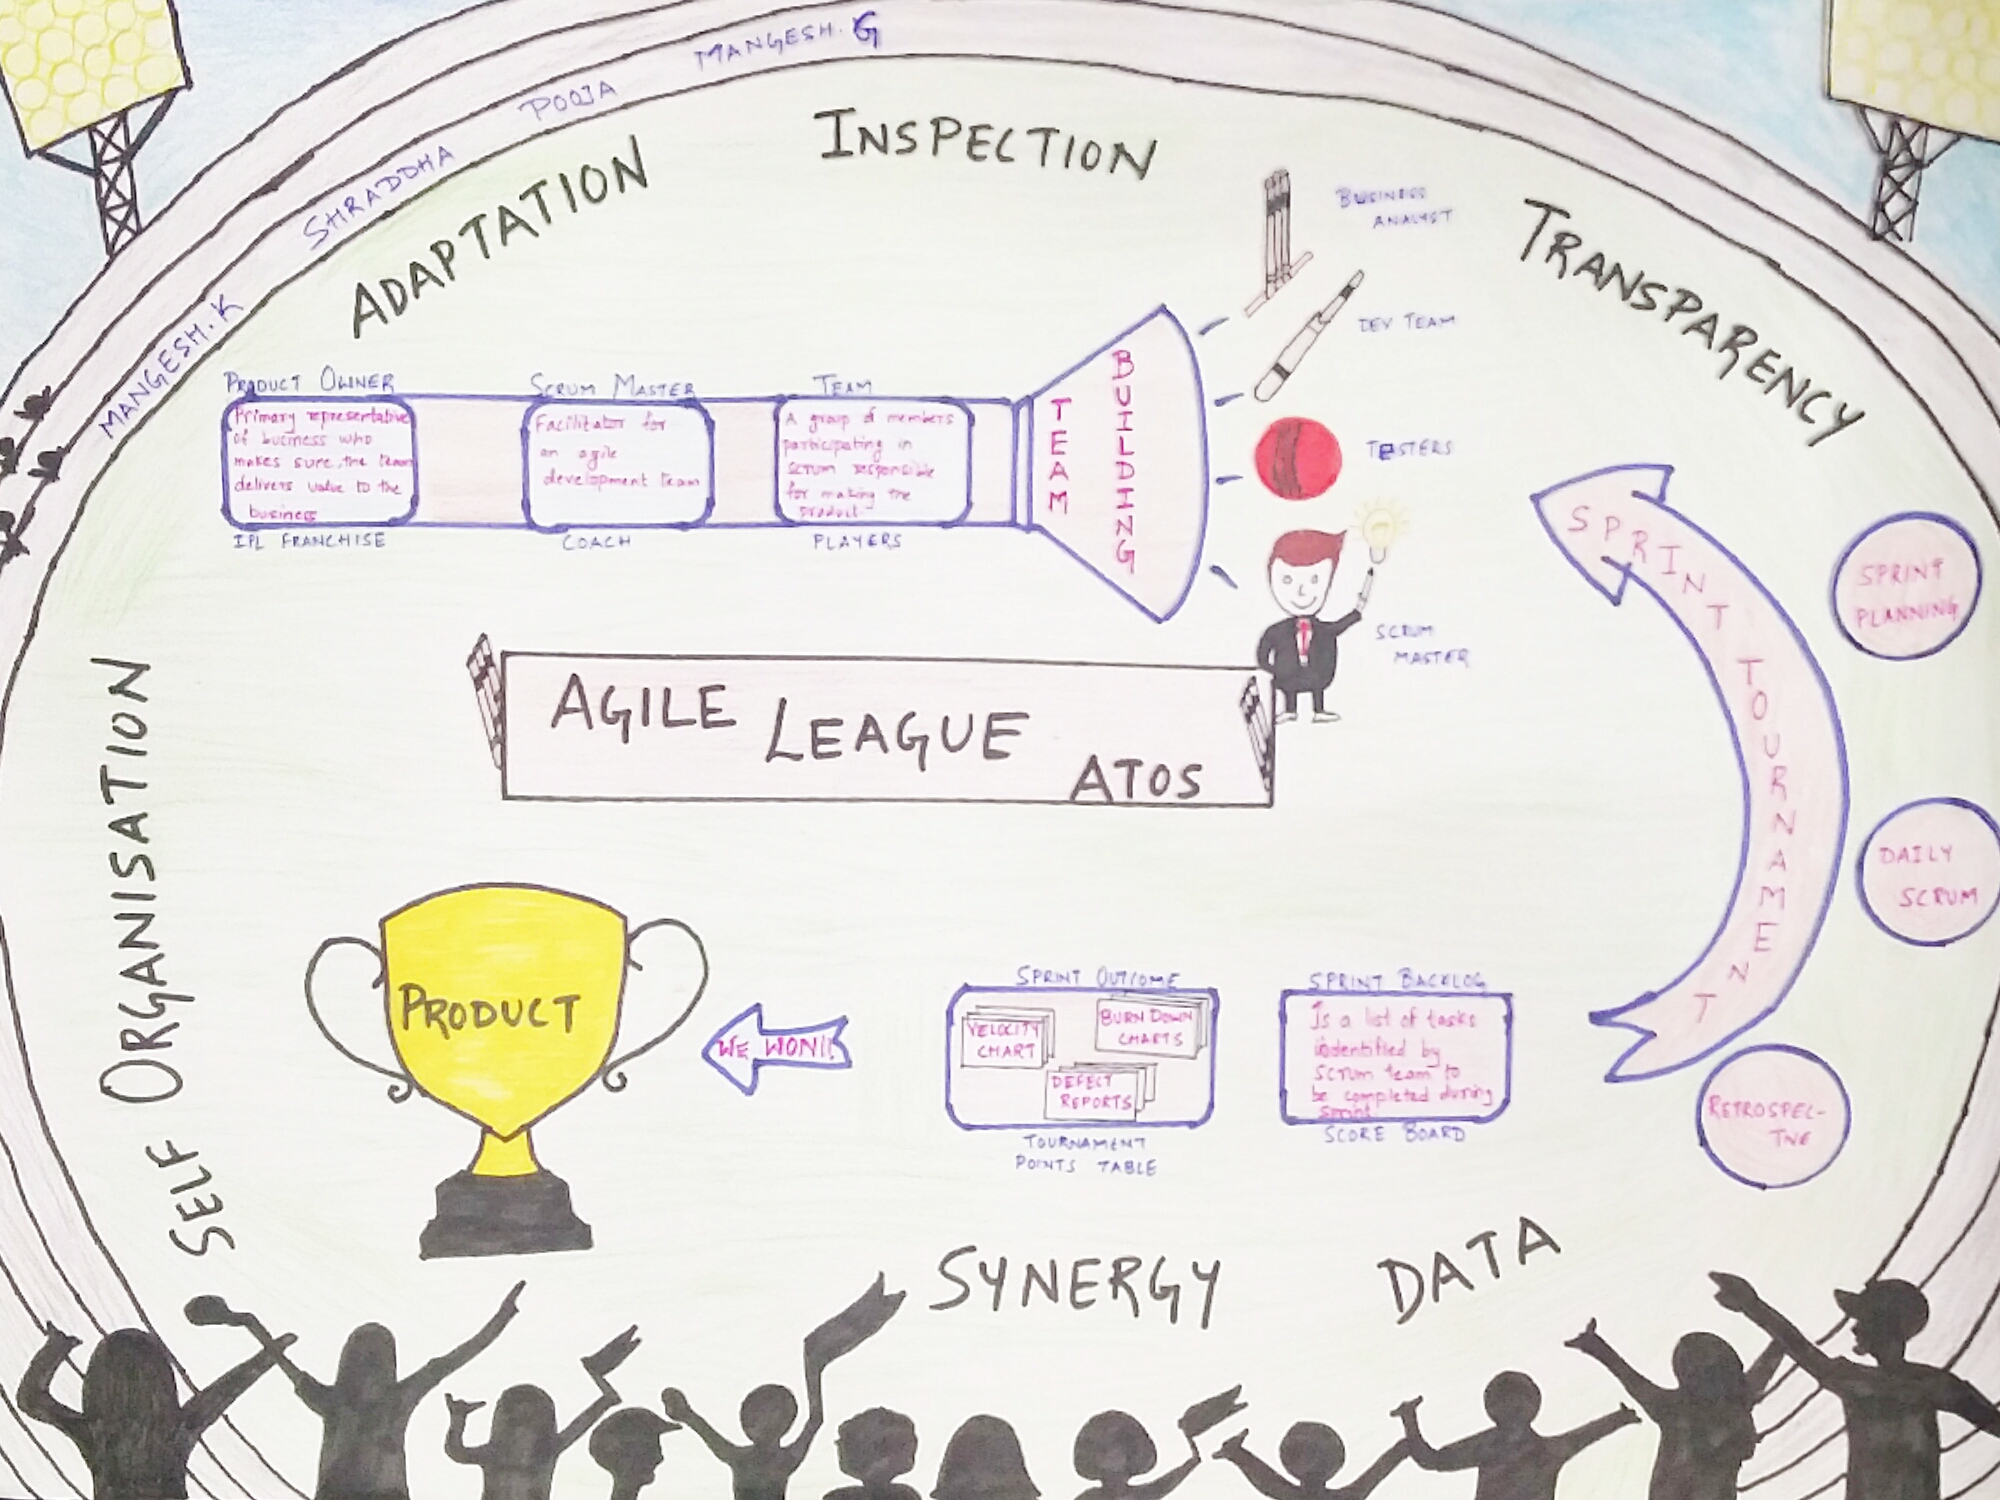 MANGESH. G
POOJA
SHRADDHA
MANGESH. K
ADAPTATION
INSPECTION
TRANSPARENCY
PRODUCT OWNER
Primary representative
of business who
makes sure, the team
delivers value to the
business
IPL FRANCHISE
SCRUM MASTER
Facilitator for
an agile
development team
COACH
TEAM
A group of members
participating in
scrum responsible
for making the
product
PLAYERS
TEAM
BUILDING
BUSINESS
ANALYST
DEV TEAM
TESTERS
SCRUM
MASTER
SPRINT TOURNAMENT
SPRINT
PLANNING
DAILY
SCRUM
RETROSPEC-
TIVE
AGILE LEAGUE
ATOS
SELF ORGANISATION
PRODUCT
WE WON!!
SPRINT OUTCOME
VELOCITY
CHART
BURN DOWN
CHARTS
DEFECT
REPORTS
TOURNAMENT
POINTS TABLE
SPRINT BACKLOG
Is a list of tasks
identified by
scrum team to
be completed during
sprint
SCORE BOARD
SYNERGY
DATA